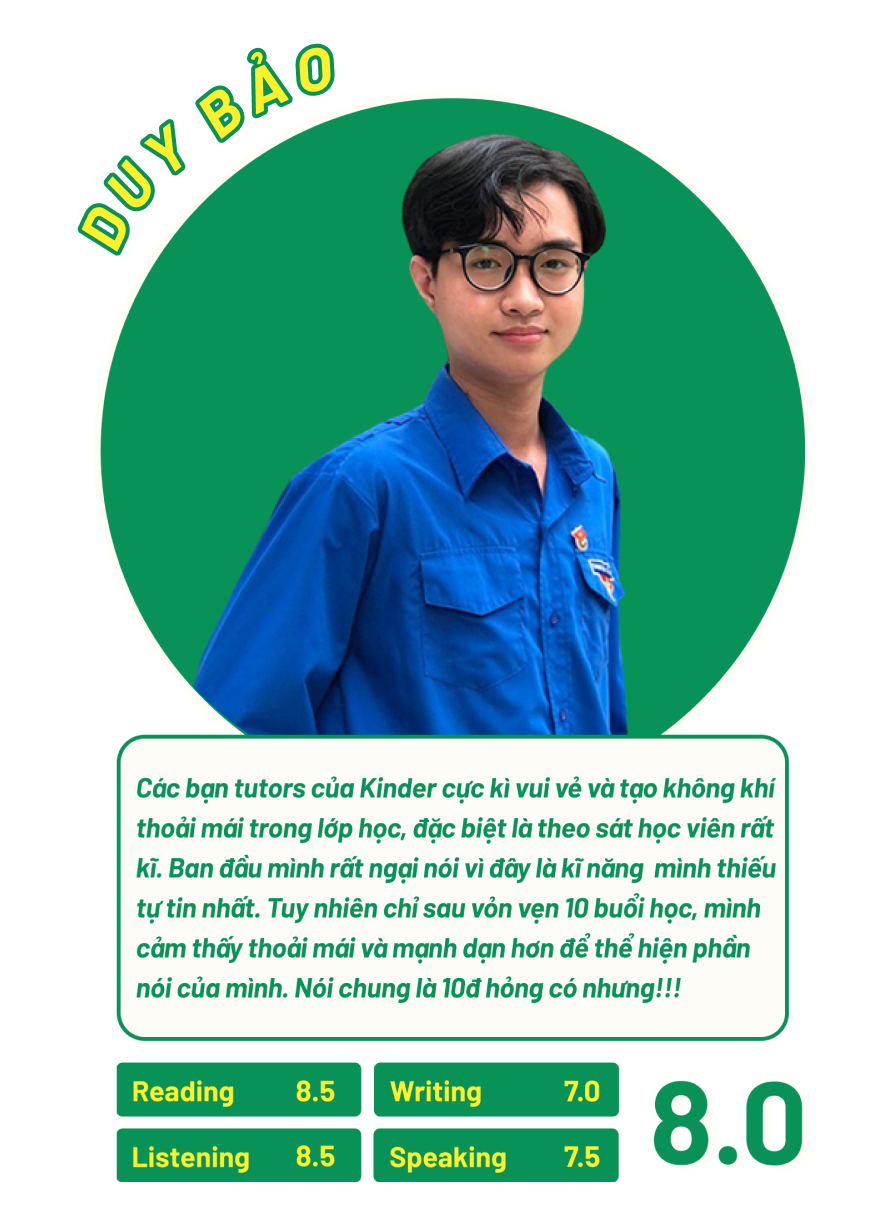 DUY BẢO
Các bạn tutors của Kinder cực kì vui vẻ và tạo không khí
thoải mái trong lớp học, đặc biệt là theo sát học viên rất
kĩ. Ban đầu mình rất ngại nói vì đây là kĩ năng mình thiếu
tự tin nhất. Tuy nhiên chỉ sau vỏn vẹn 10 buổi học, mình
cảm thấy thoải mái và mạnh dạn hơn để thể hiện phần
nói của mình. Nói chung là 10đ hỏng có nhưng!!!
Reading 8.5
Writing 7.0
Listening 8.5
Speaking 7.5
8.0